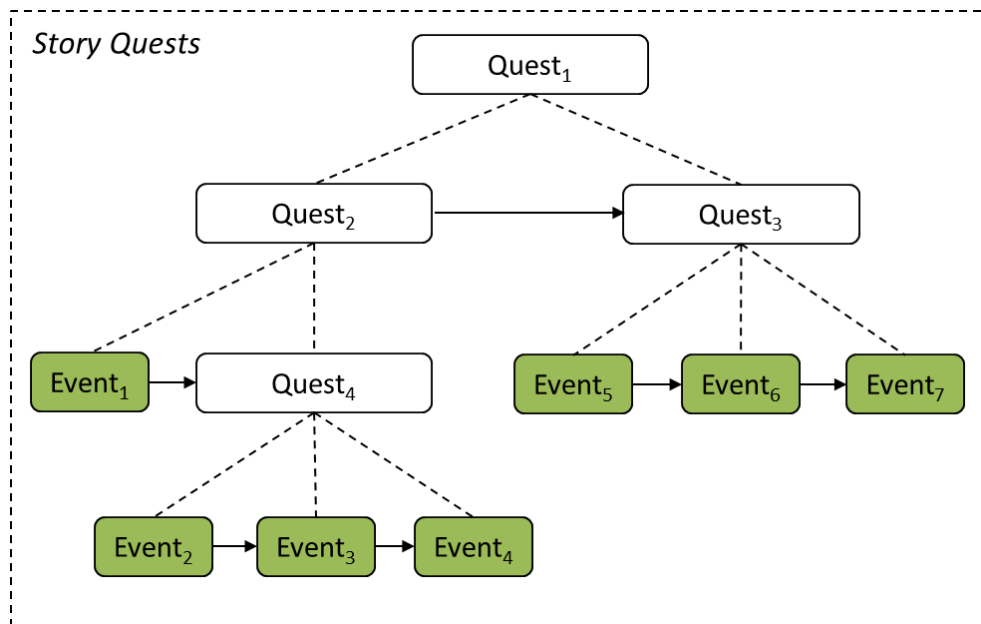 Story Quests
Quest₁
Quest₂
Quest₃
Event₁
Quest₄
Event₅
Event₆
Event₇
Event₂
Event₃
Event₄